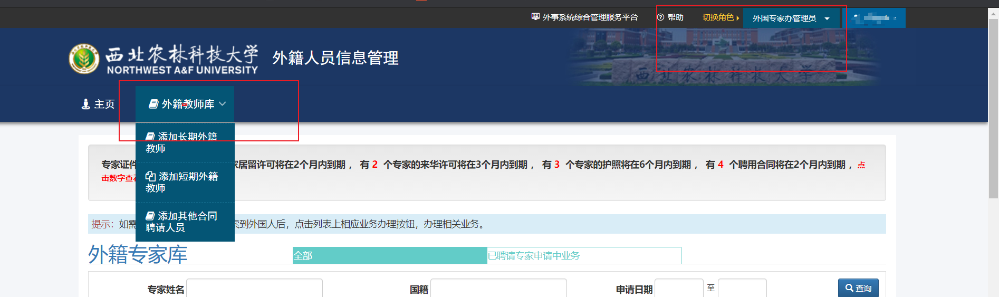 外事系统综合管理服务平台 帮助 切换角色 外国专家办管理员
西北农林科技大学 外籍人员信息管理
NORTHWEST A&F UNIVERSITY
西北农林科技大学
主页 外籍教师库
添加长期外籍
教师
添加短期外籍
教师
添加其他合同
聘请人员
专家证件 家居留许可将在2个月内到期， 有 2 个专家的来华许可将在3个月内到期， 有 3 个专家的护照将在6个月内到期， 有 4 个聘用合同将在2个月内到期，点
击数字查看
提示：如需 索到外国人后，点击列表上相应业务办理按钮，办理相关业务。
外籍专家库 全部 已聘请专家申请中业务
专家姓名 国籍 申请日期 至 查询